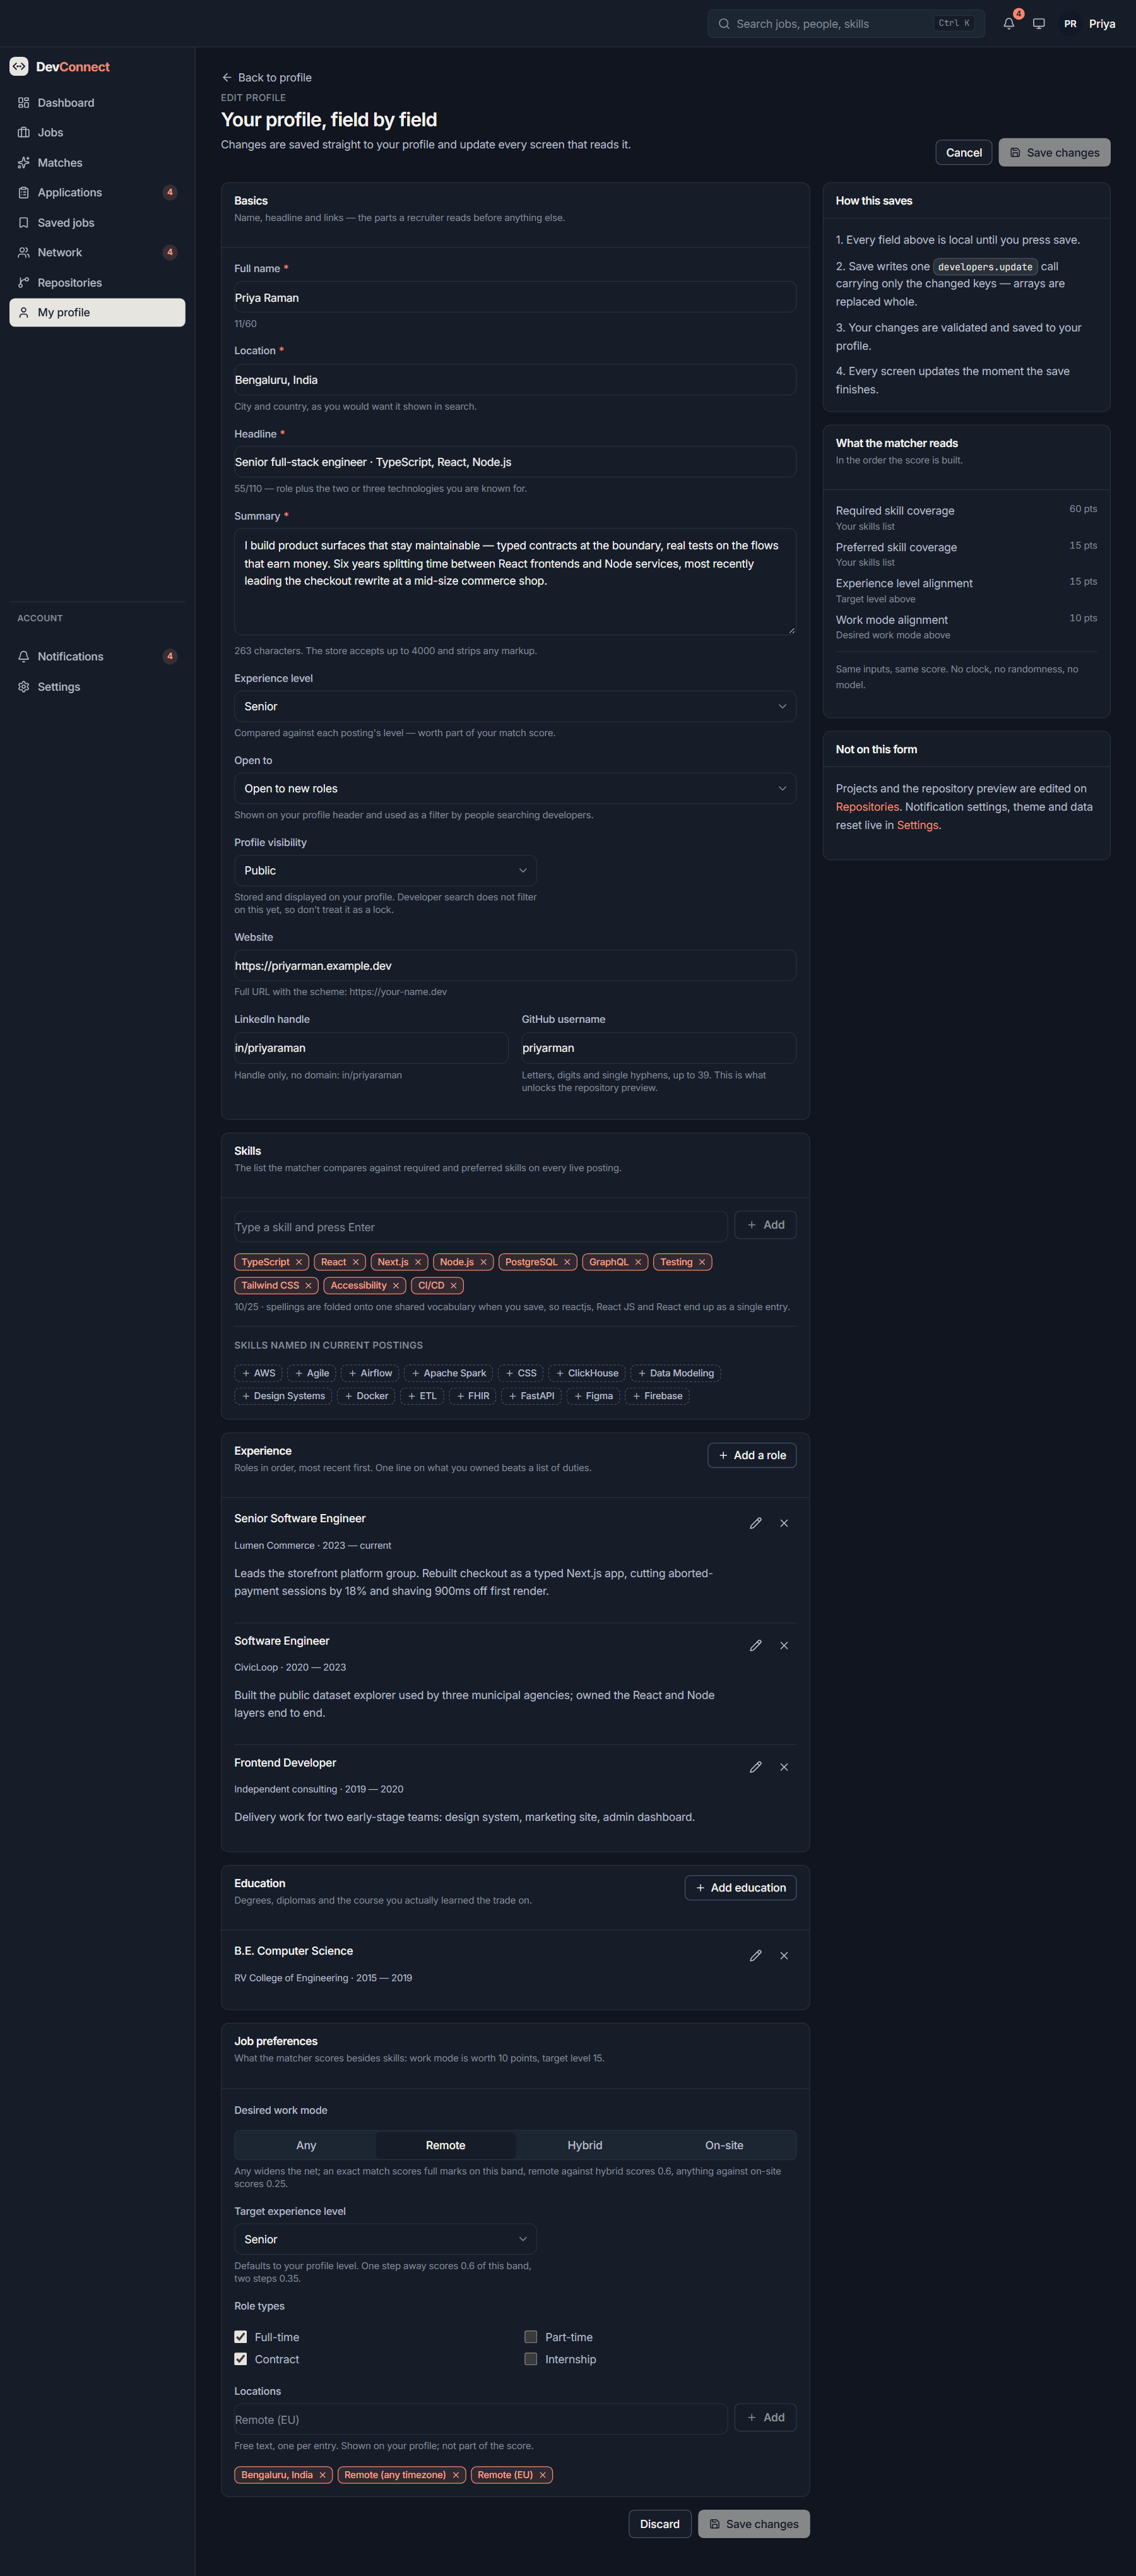 Search jobs, people, skills
Ctrl K
4
PR
Priya
DevConnect
Dashboard
Jobs
Matches
Applications
4
Saved jobs
Network
4
Repositories
My profile
ACCOUNT
Notifications
4
Settings
Back to profile
EDIT PROFILE
Your profile, field by field
Changes are saved straight to your profile and update every screen that reads it.
Cancel
Save changes
Basics
Name, headline and links — the parts a recruiter reads before anything else.
Full name *
Priya Raman
11/60
Location *
Bengaluru, India
City and country, as you would want it shown in search.
Headline *
Senior full-stack engineer · TypeScript, React, Node.js
55/110 — role plus the two or three technologies you are known for.
Summary *
I build product surfaces that stay maintainable — typed contracts at the boundary, real tests on the flows
that earn money. Six years splitting time between React frontends and Node services, most recently
leading the checkout rewrite at a mid-size commerce shop.
263 characters. The store accepts up to 4000 and strips any markup.
Experience level
Senior
Compared against each posting's level — worth part of your match score.
Open to
Open to new roles
Shown on your profile header and used as a filter by people searching developers.
Profile visibility
Public
Stored and displayed on your profile. Developer search does not filter
on this yet, so don't treat it as a lock.
Website
https://priyarman.example.dev
Full URL with the scheme: https://your-name.dev
LinkedIn handle
in/priyaraman
Handle only, no domain: in/priyaraman
GitHub username
priyarman
Letters, digits and single hyphens, up to 39. This is what
unlocks the repository preview.
Skills
The list the matcher compares against required and preferred skills on every live posting.
Type a skill and press Enter
Add
TypeScript React Next.js Node.js PostgreSQL GraphQL Testing
Tailwind CSS Accessibility CI/CD
10/25 · spellings are folded onto one shared vocabulary when you save, so reactjs, React JS and React end up as a single entry.
SKILLS NAMED IN CURRENT POSTINGS
AWS Agile Airflow Apache Spark CSS ClickHouse Data Modeling
Design Systems Docker ETL FHIR FastAPI Figma Firebase
Experience
Roles in order, most recent first. One line on what you owned beats a list of duties.
Add a role
Senior Software Engineer
Lumen Commerce · 2023 — current
Leads the storefront platform group. Rebuilt checkout as a typed Next.js app, cutting aborted-
payment sessions by 18% and shaving 900ms off first render.
Software Engineer
CivicLoop · 2020 — 2023
Built the public dataset explorer used by three municipal agencies; owned the React and Node
layers end to end.
Frontend Developer
Independent consulting · 2019 — 2020
Delivery work for two early-stage teams: design system, marketing site, admin dashboard.
Education
Degrees, diplomas and the course you actually learned the trade on.
Add education
B.E. Computer Science
RV College of Engineering · 2015 — 2019
Job preferences
What the matcher scores besides skills: work mode is worth 10 points, target level 15.
Desired work mode
Any Remote Hybrid On-site
Any widens the net; an exact match scores full marks on this band, remote against hybrid scores 0.6, anything against on-site
scores 0.25.
Target experience level
Senior
Defaults to your profile level. One step away scores 0.6 of this band,
two steps 0.35.
Role types
Full-time
Part-time
Contract
Internship
Locations
Remote (EU)
Add
Free text, one per entry. Shown on your profile; not part of the score.
Bengaluru, India Remote (any timezone) Remote (EU)
Discard
Save changes
How this saves
1. Every field above is local until you press save.
2. Save writes one developers.update call
carrying only the changed keys — arrays are
replaced whole.
3. Your changes are validated and saved to your
profile.
4. Every screen updates the moment the save
finishes.
What the matcher reads
In the order the score is built.
Required skill coverage
60 pts
Your skills list
Preferred skill coverage
15 pts
Your skills list
Experience level alignment
15 pts
Target level above
Work mode alignment
10 pts
Desired work mode above
Same inputs, same score. No clock, no randomness, no
model.
Not on this form
Projects and the repository preview are edited on
Repositories. Notification settings, theme and data
reset live in Settings.